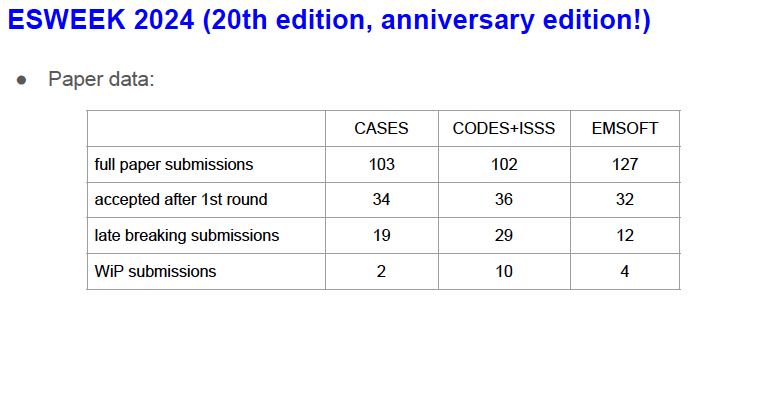 ESWEEK 2024 (20th edition, anniversary edition!)
● Paper data:
CASES CODES+ISSS EMSOFT
full paper submissions 103 102 127
accepted after 1st round 34 36 32
late breaking submissions 19 29 12
WiP submissions 2 10 4